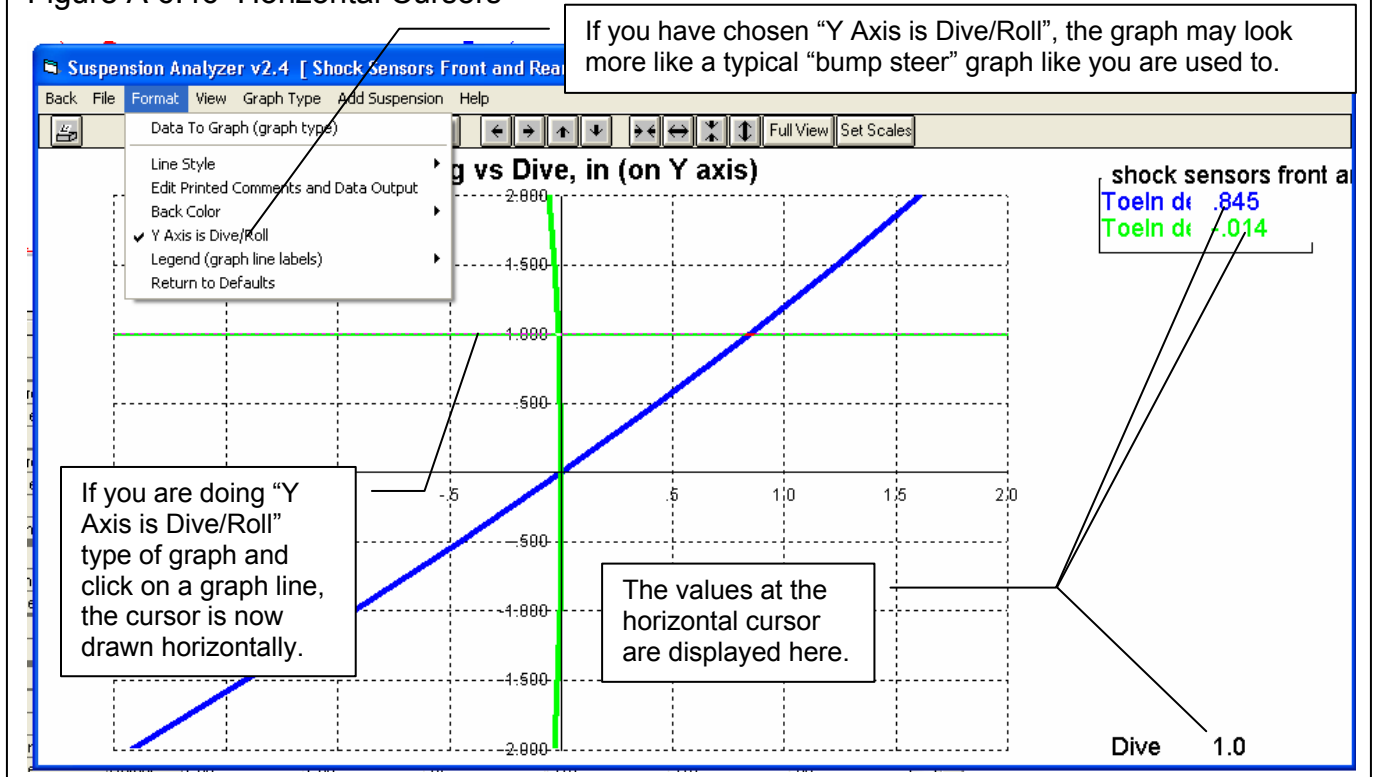 Figure A 6.16 Horizontal Cursors
If you have chosen “Y Axis is Dive/Roll”, the graph may look
more like a typical “bump steer” graph like you are used to.
Suspension Analyzer v2.4 [ Shock Sensors Front and Rear
Back File Format View Graph Type Add Suspension Help
Full View Set Scales
Data To Graph (graph type)
Line Style
Edit Printed Comments and Data Output
Back Color
Y Axis is Dive/Roll
Legend (graph line labels)
Return to Defaults
g vs Dive, in (on Y axis)
shock sensors front a
ToeIn de .845
ToeIn de -.014
2.000
1.500
1.000
.500
-.5 .5 1.0 1.5 2.0
-.500
-1.000
-1.500
-2.000
If you are doing “Y
Axis is Dive/Roll”
type of graph and
click on a graph line,
the cursor is now
drawn horizontally.
The values at the
horizontal cursor
are displayed here.
Dive 1.0